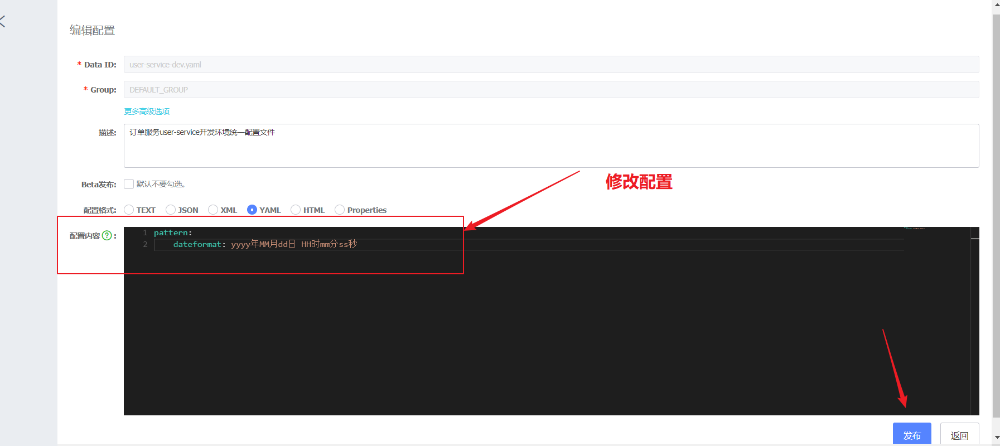 编辑配置
* Data ID: user-service-dev.yaml
* Group: DEFAULT_GROUP
更多高级选项
描述: 订单服务user-service开发环境统一配置文件
修改配置
Beta发布: 默认不要勾选。
配置格式: TEXT JSON XML YAML HTML Properties
配置内容 ? : 1 pattern:
2 dateformat: yyyy年MM月dd日 HH时mm分ss秒
发布 返回